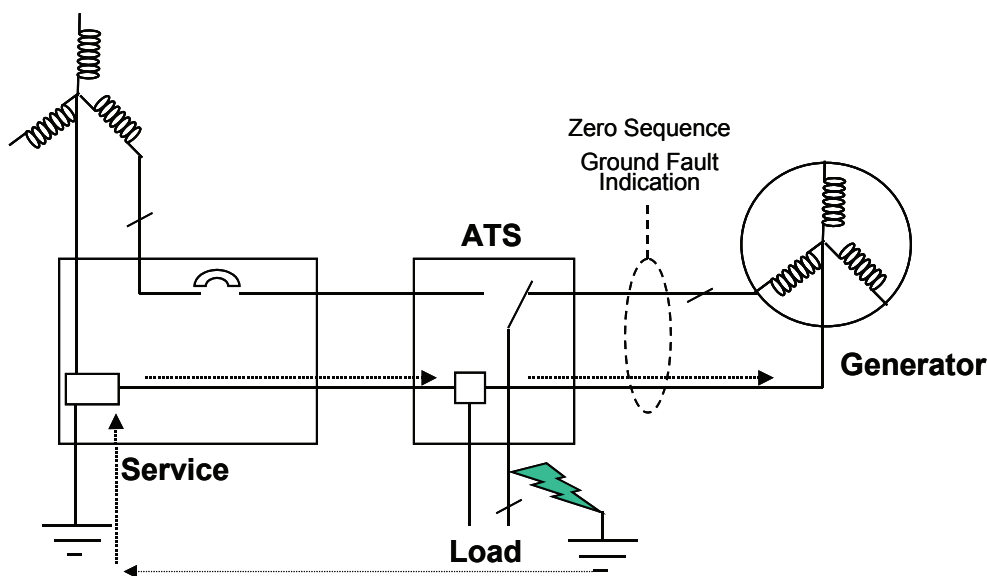 Zero Sequence
Ground Fault
Indication
ATS
Generator
Service
Load